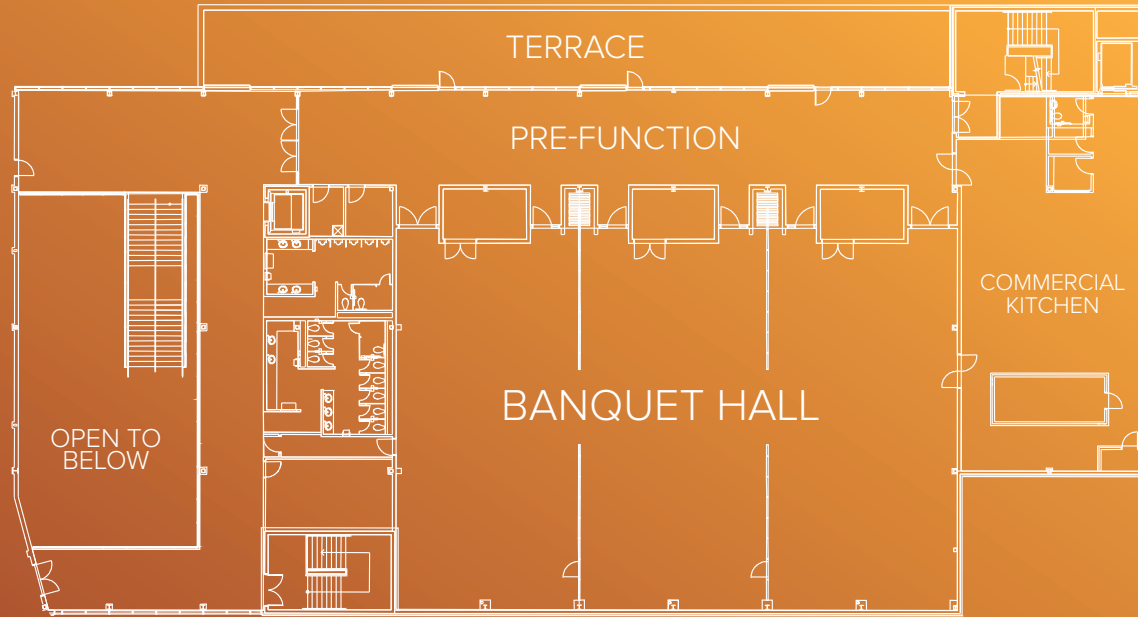 TERRACE
PRE-FUNCTION
COMMERCIAL
KITCHEN
BANQUET HALL
OPEN TO
BELOW